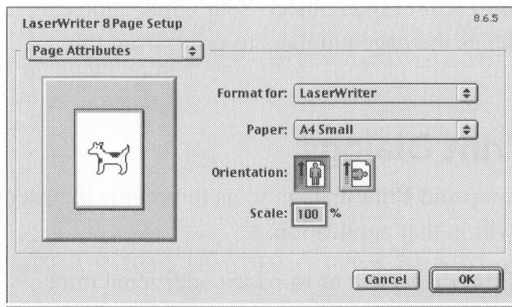 LaserWriter 8 Page Setup 8.6.5
Page Attributes
Format for: LaserWriter
Paper: A4 Small
Orientation:
Scale: 100 %
Cancel OK